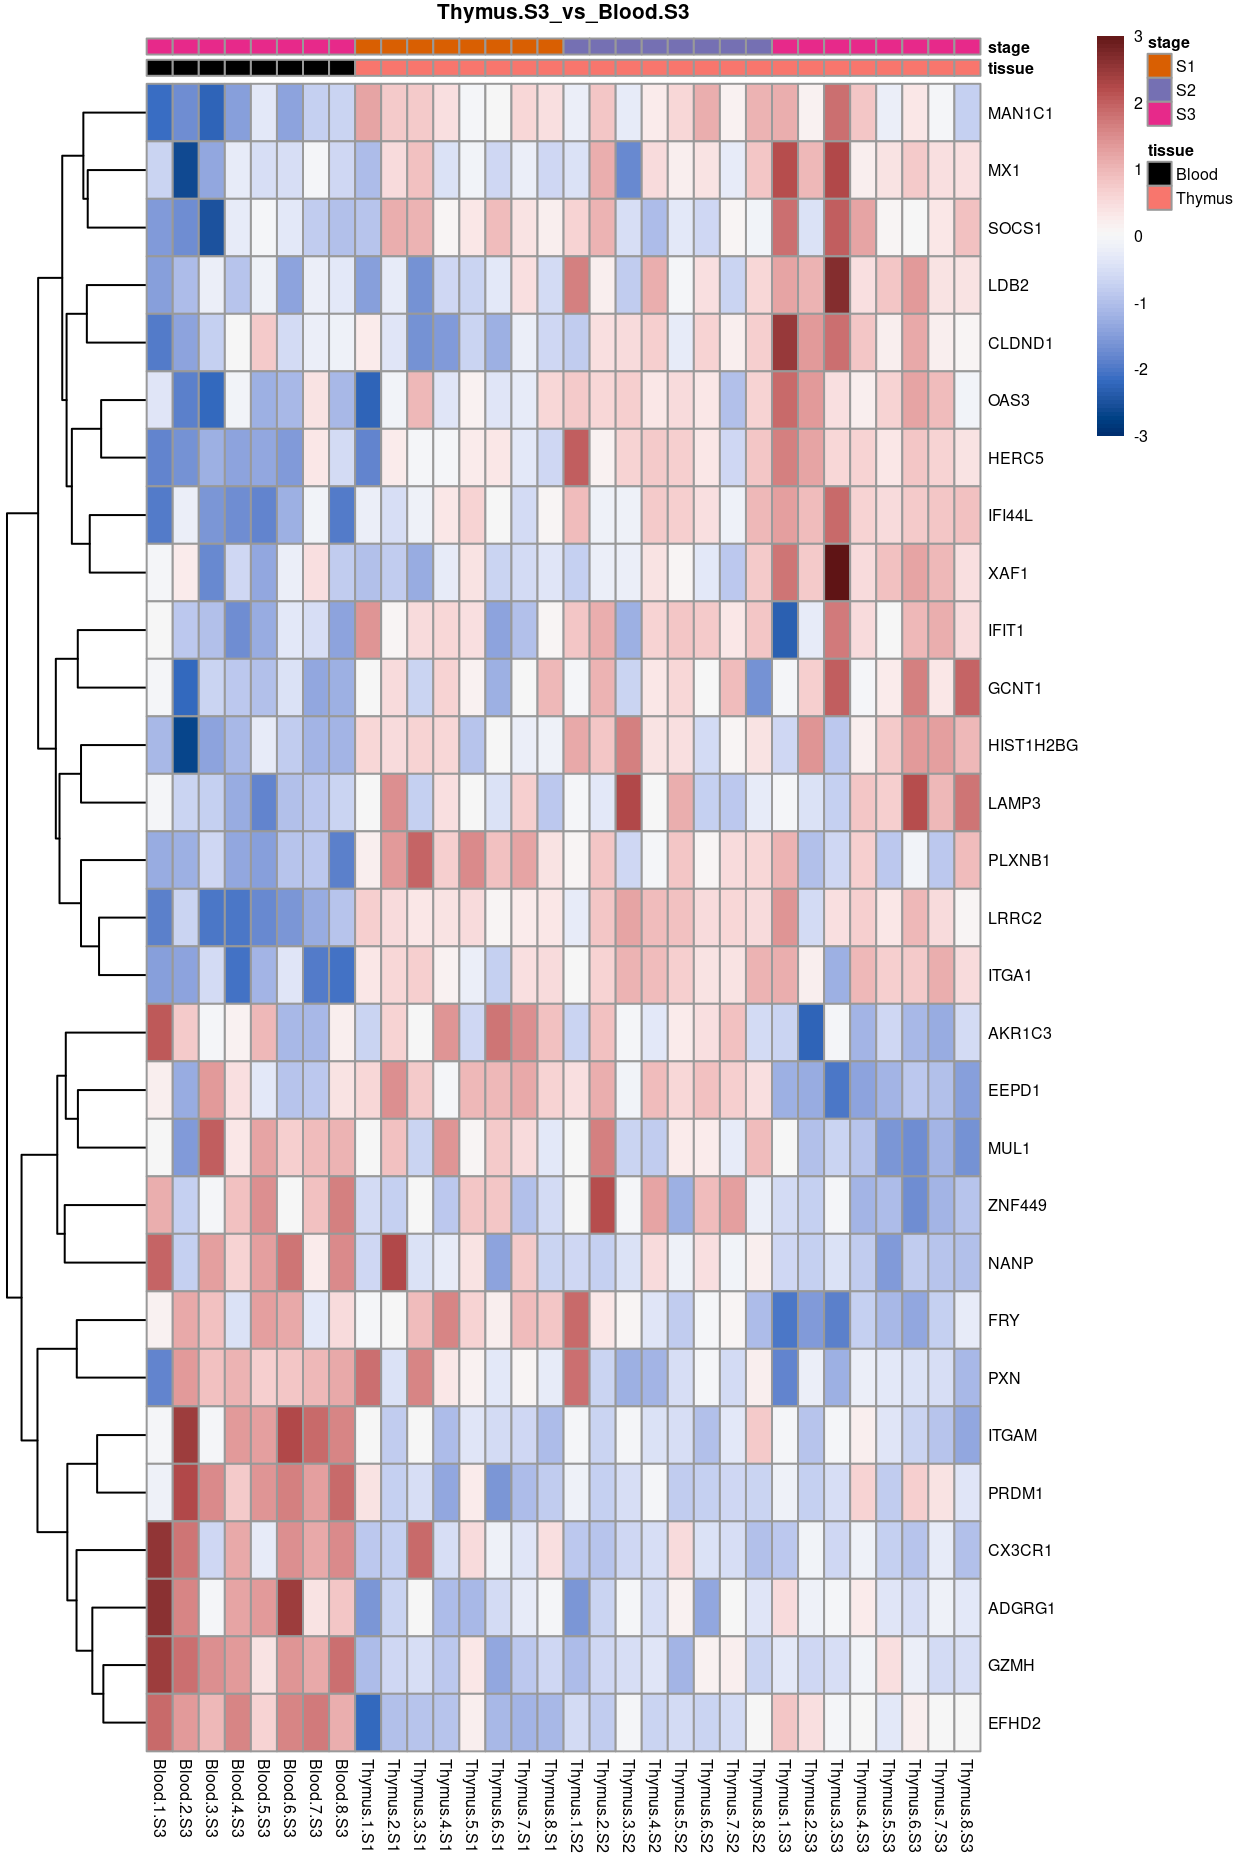 Thymus.S3_vs_Blood.S3
stage
tissue
MAN1C1
MX1
SOCS1
LDB2
CLDND1
OAS3
HERC5
IFI44L
XAF1
IFIT1
GCNT1
HIST1H2BG
LAMP3
PLXNB1
LRRC2
ITGA1
AKR1C3
EEPD1
MUL1
ZNF449
NANP
FRY
PXN
ITGAM
PRDM1
CX3CR1
ADGRG1
GZMH
EFHD2
Blood.1.S3
Blood.2.S3
Blood.3.S3
Blood.4.S3
Blood.5.S3
Blood.6.S3
Blood.7.S3
Blood.8.S3
Thymus.1.S1
Thymus.2.S1
Thymus.3.S1
Thymus.4.S1
Thymus.5.S1
Thymus.6.S1
Thymus.7.S1
Thymus.8.S1
Thymus.1.S2
Thymus.2.S2
Thymus.3.S2
Thymus.4.S2
Thymus.5.S2
Thymus.6.S2
Thymus.7.S2
Thymus.8.S2
Thymus.1.S3
Thymus.2.S3
Thymus.3.S3
Thymus.4.S3
Thymus.5.S3
Thymus.6.S3
Thymus.7.S3
Thymus.8.S3
3
2
1
0
-1
-2
-3
stage
S1
S2
S3
tissue
Blood
Thymus